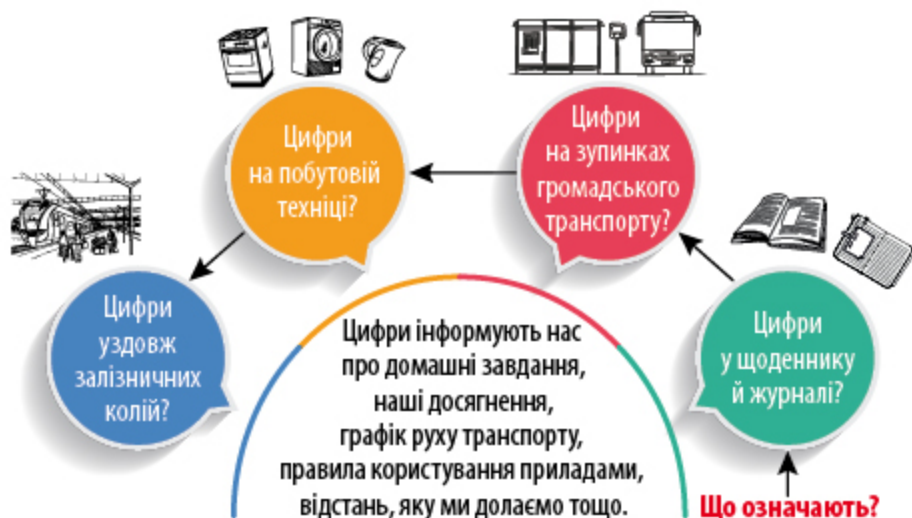 Цифри
на побутовій
техніці?
Цифри
на зупинках
громадського
транспорту?
Цифри
уздовж
залізничних
колій?
Цифри
у щоденнику
й журналі?
Цифри інформують нас
про домашні завдання,
наші досягнення,
графік руху транспорту,
правила користування приладами,
відстань, яку ми долаємо тощо.
Що означають?